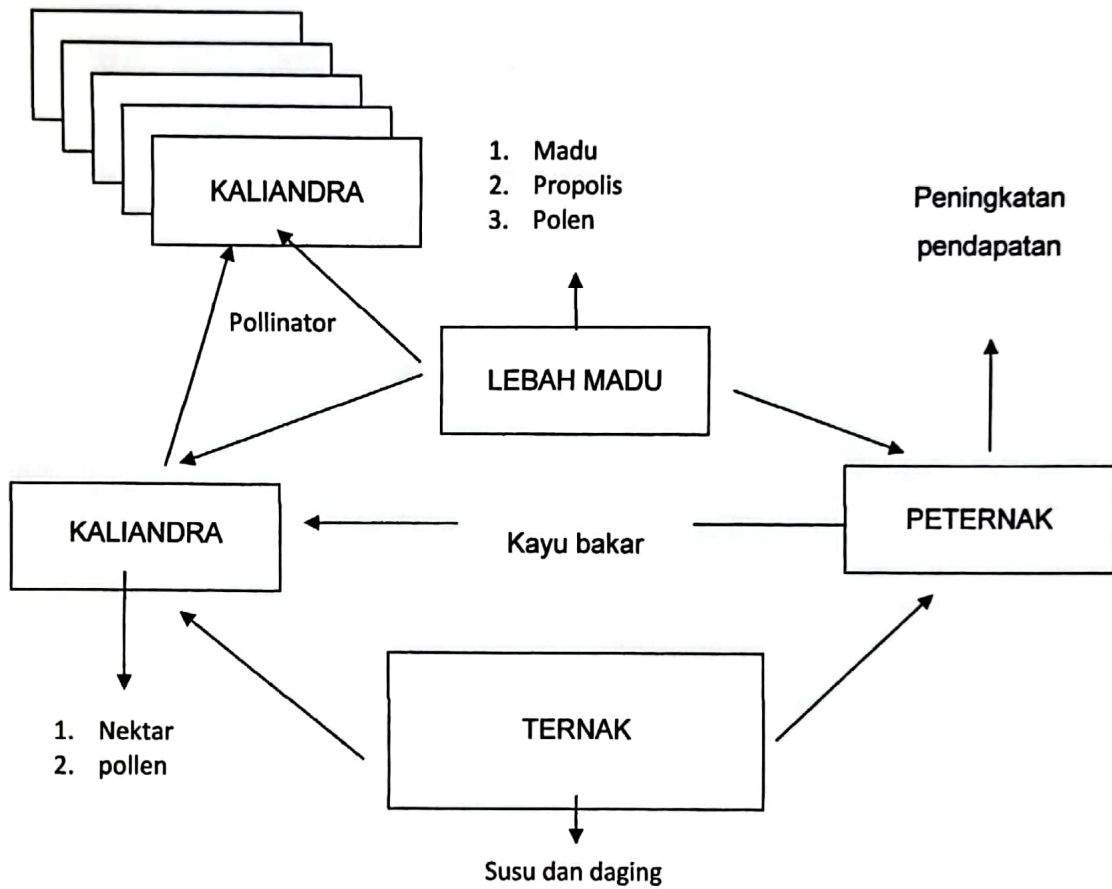 KALIANDRA
1. Madu
2. Propolis
3. Polen
Peningkatan
pendapatan
Pollinator
LEBAH MADU
KALIANDRA
Kayu bakar
PETERNAK
1. Nektar
2. pollen
TERNAK
Susu dan daging